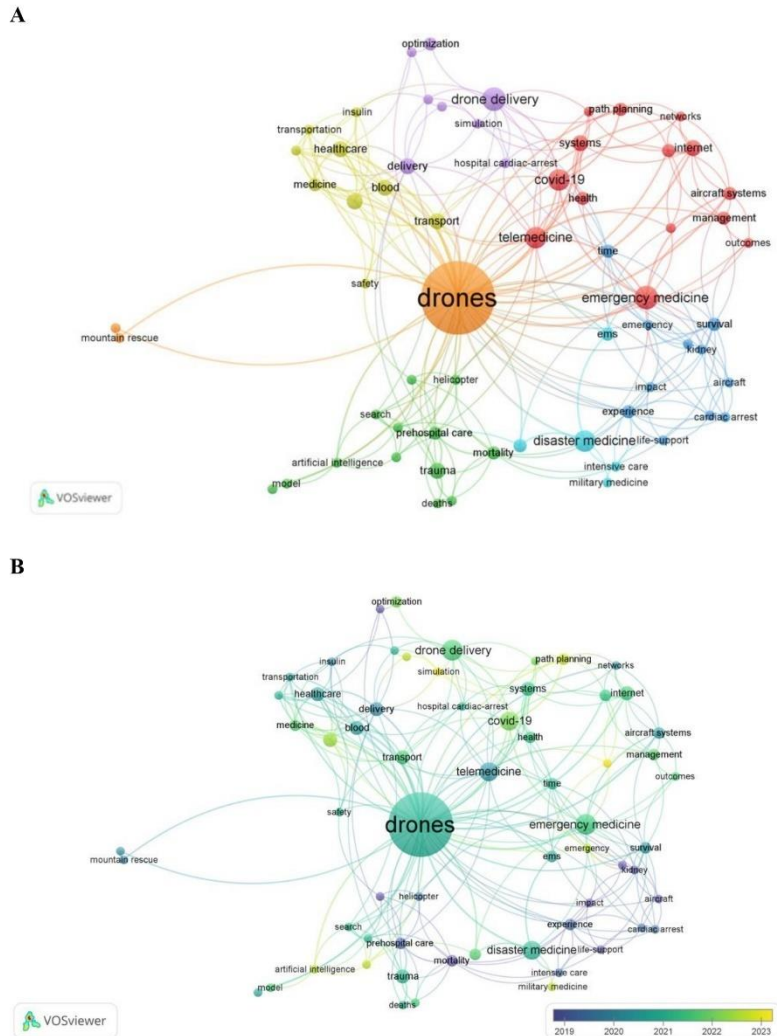 A
optimization
drone delivery
path planning
networks
insulin
simulation
transportation
systems
internet
healthcare
delivery
hospital cardiac-arrest
covid-19
medicine
blood
health
aircraft systems
transport
management
telemedicine
outcomes
time
safety
drones
emergency medicine
mountain rescue
ems
emergency
survival
kidney
helicopter
impact
aircraft
search
experience
cardiac arrest
prehospital care
disaster medicine
life-support
mortality
artificial intelligence
trauma
intensive care
model
military medicine
deaths
VOSviewer
B
optimization
drone delivery
path planning
insulin
simulation
networks
transportation
systems
internet
healthcare
delivery
hospital cardiac-arrest
covid-19
medicine
blood
health
aircraft systems
transport
management
telemedicine
time
outcomes
safety
drones
emergency medicine
emergency
survival
mountain rescue
ems
kidney
helicopter
impact
aircraft
search
experience
cardiac arrest
prehospital care
disaster medicine
life-support
mortality
artificial intelligence
trauma
intensive care
model
military medicine
deaths
VOSviewer
2019 2020 2021 2022 2023